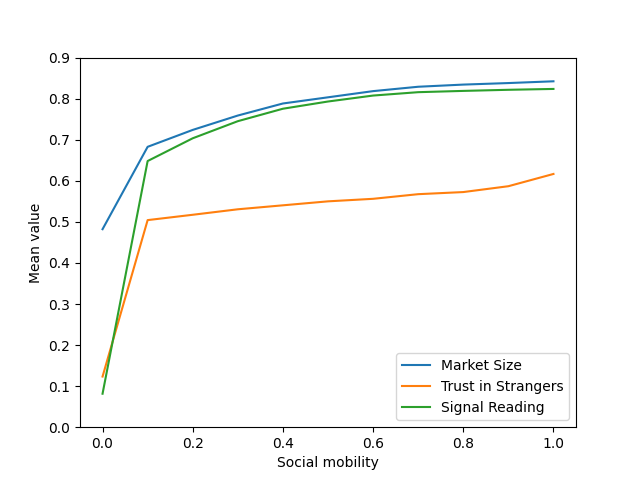 0.9
0.8
0.7
0.6
0.5
0.4
0.3
0.2
0.1
0.0
Mean value
Market Size
Trust in Strangers
Signal Reading
0.0 0.2 0.4 0.6 0.8 1.0
Social mobility